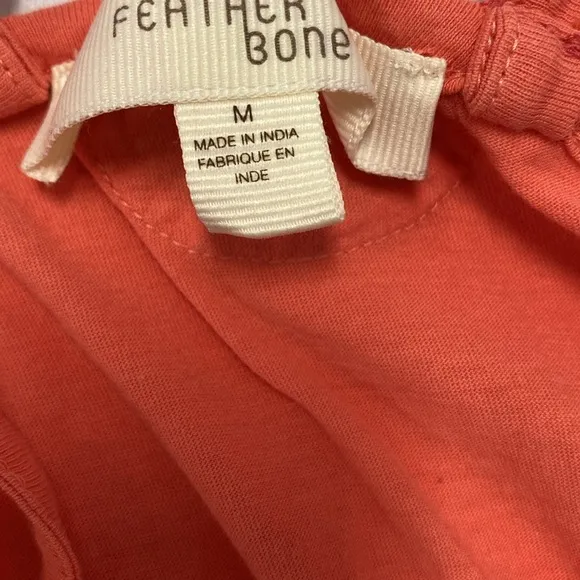 FEATHER
BONE
M
MADE IN INDIA
FABRIQUE EN
INDE